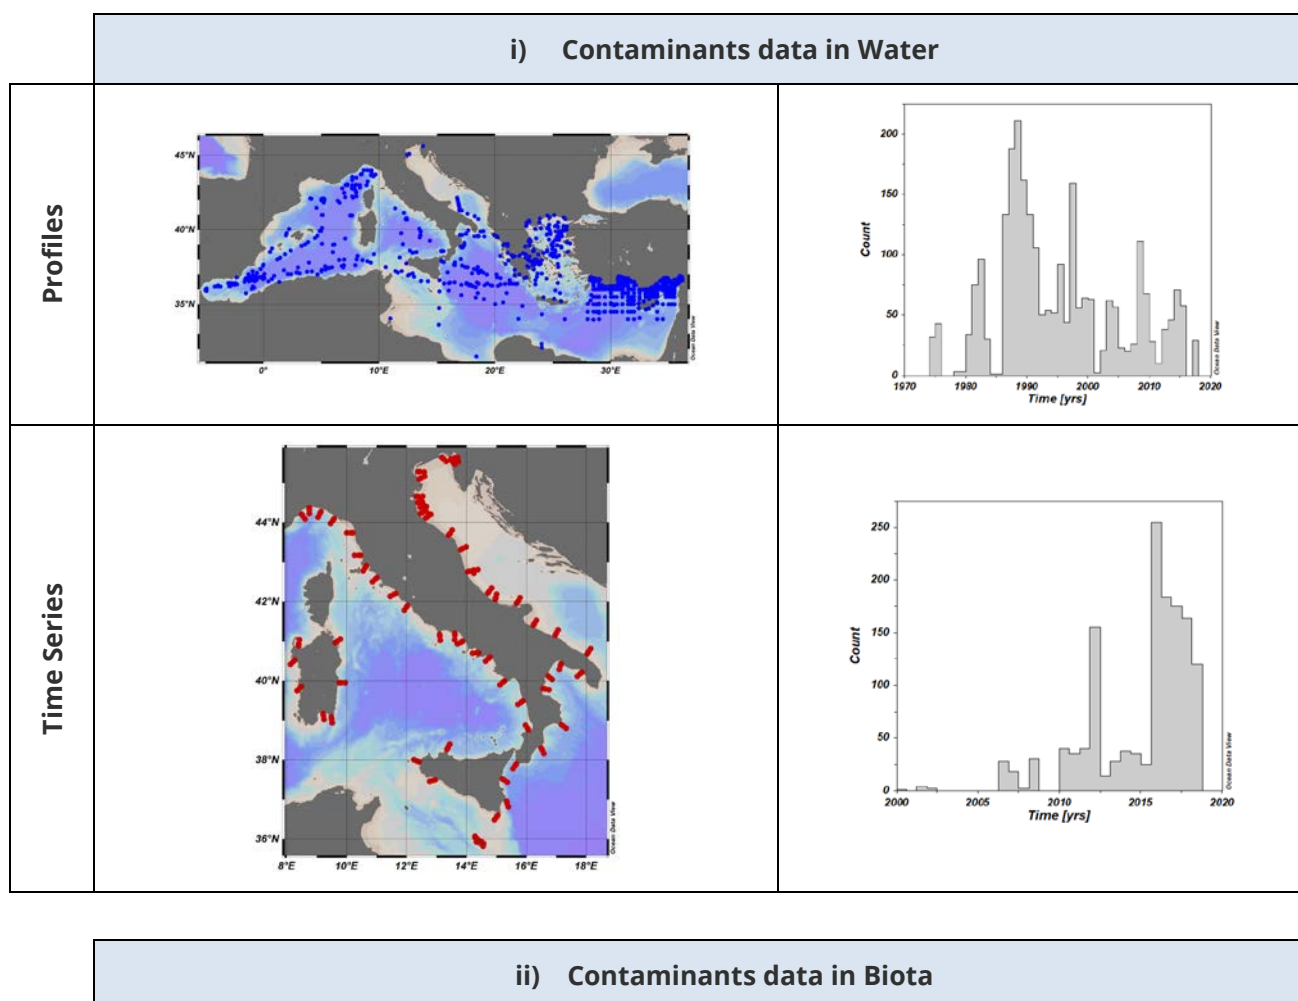 i) Contaminants data in Water
Profiles
45°N
40°N
35°N
0°
10°E
20°E
30°E
Ocean Data View
200
150
100
50
0
Count
1970
1980
1990
2000
2010
2020
Time [yrs]
Ocean Data View
Time Series
44°N
42°N
40°N
38°N
36°N
8°E
10°E
12°E
14°E
16°E
18°E
Ocean Data View
250
200
150
100
50
0
Count
2000
2005
2010
2015
2020
Time [yrs]
Ocean Data View
ii) Contaminants data in Biota